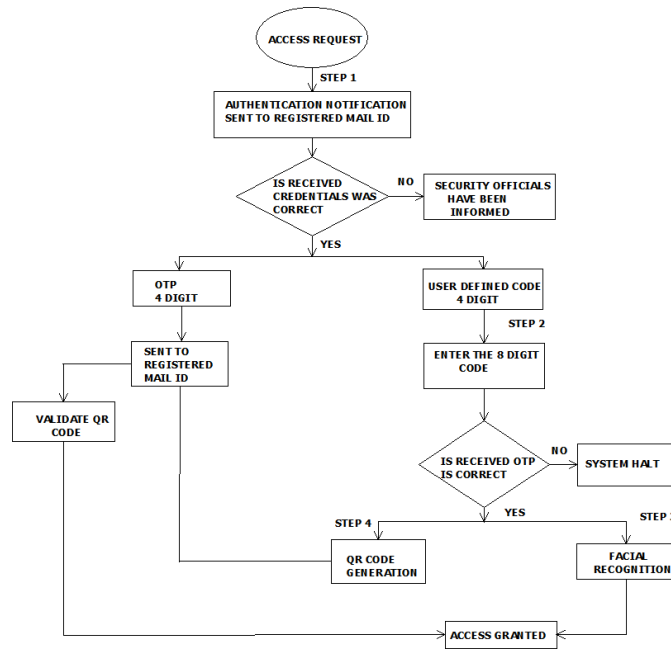 ACCESS REQUEST
STEP 1
AUTHENTICATION NOTIFICATION
SENT TO REGISTERED MAIL ID
IS RECEIVED
CREDENTIALS WAS
CORRECT
NO
SECURITY OFFICIALS
HAVE BEEN
INFORMED
YES
OTP
4 DIGIT
USER DEFINED CODE
4 DIGIT
STEP 2
SENT TO
REGISTERED
MAIL ID
ENTER THE 8 DIGIT
CODE
VALIDATE QR
CODE
IS RECEIVED OTP
IS CORRECT
NO
SYSTEM HALT
YES
STEP 4
STEP
QR CODE
GENERATION
FACIAL
RECOGNITION
ACCESS GRANTED